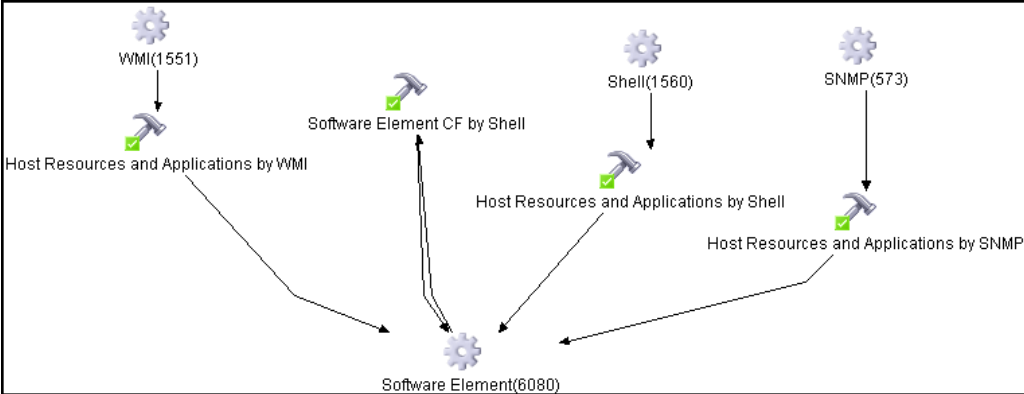 WMI(1551)
Shell(1560)
SNMP(573)
Software Element CF by Shell
Host Resources and Applications by WMI
Host Resources and Applications by Shell
Host Resources and Applications by SNMP
Software Element(6080)